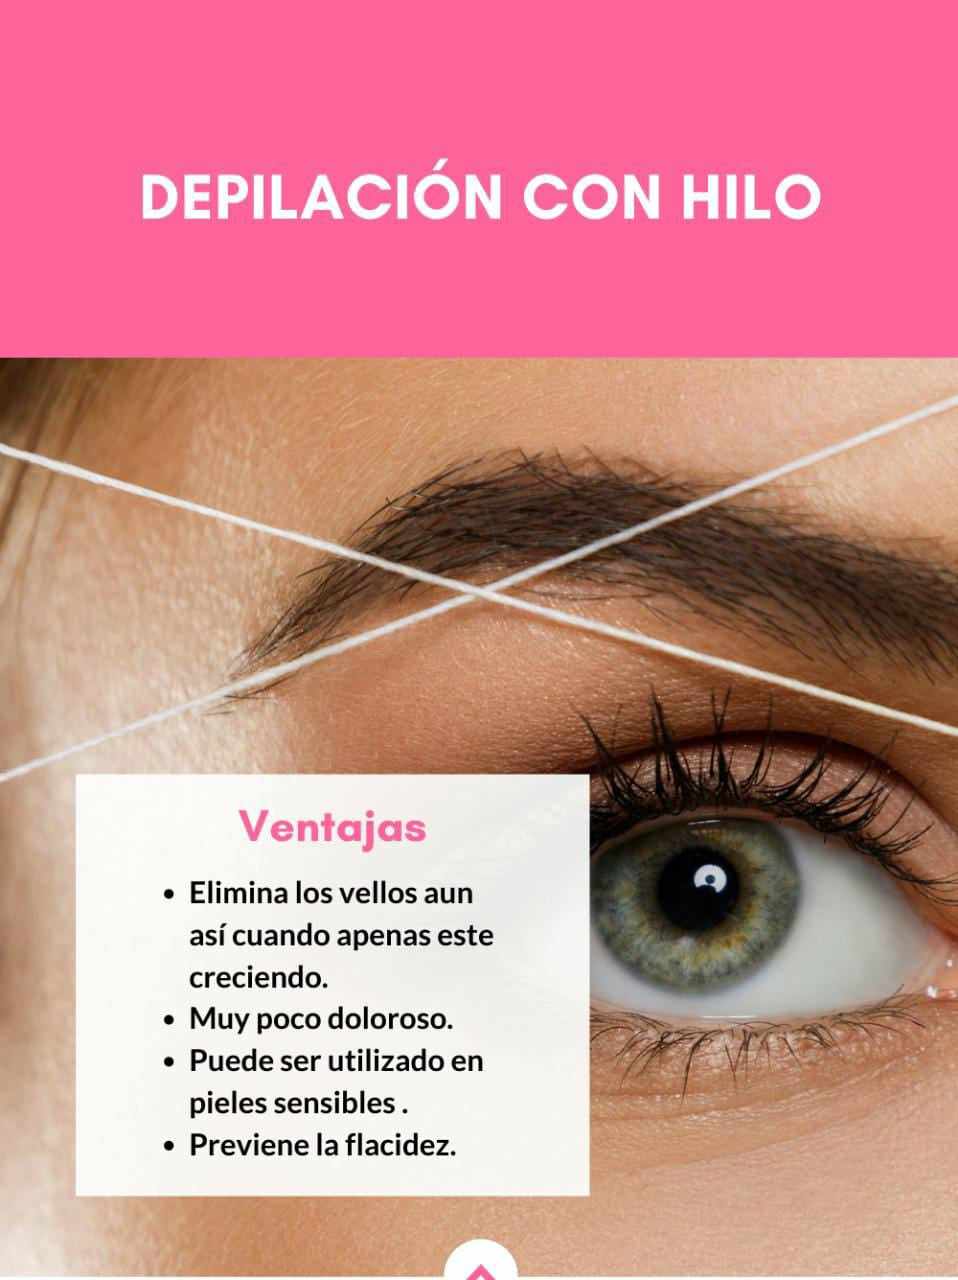 DEPILACIÓN CON HILO
Ventajas
• Elimina los vellos aun
así cuando apenas este
creciendo.
• Muy poco doloroso.
• Puede ser utilizado en
pieles sensibles .
• Previene la flacidez.